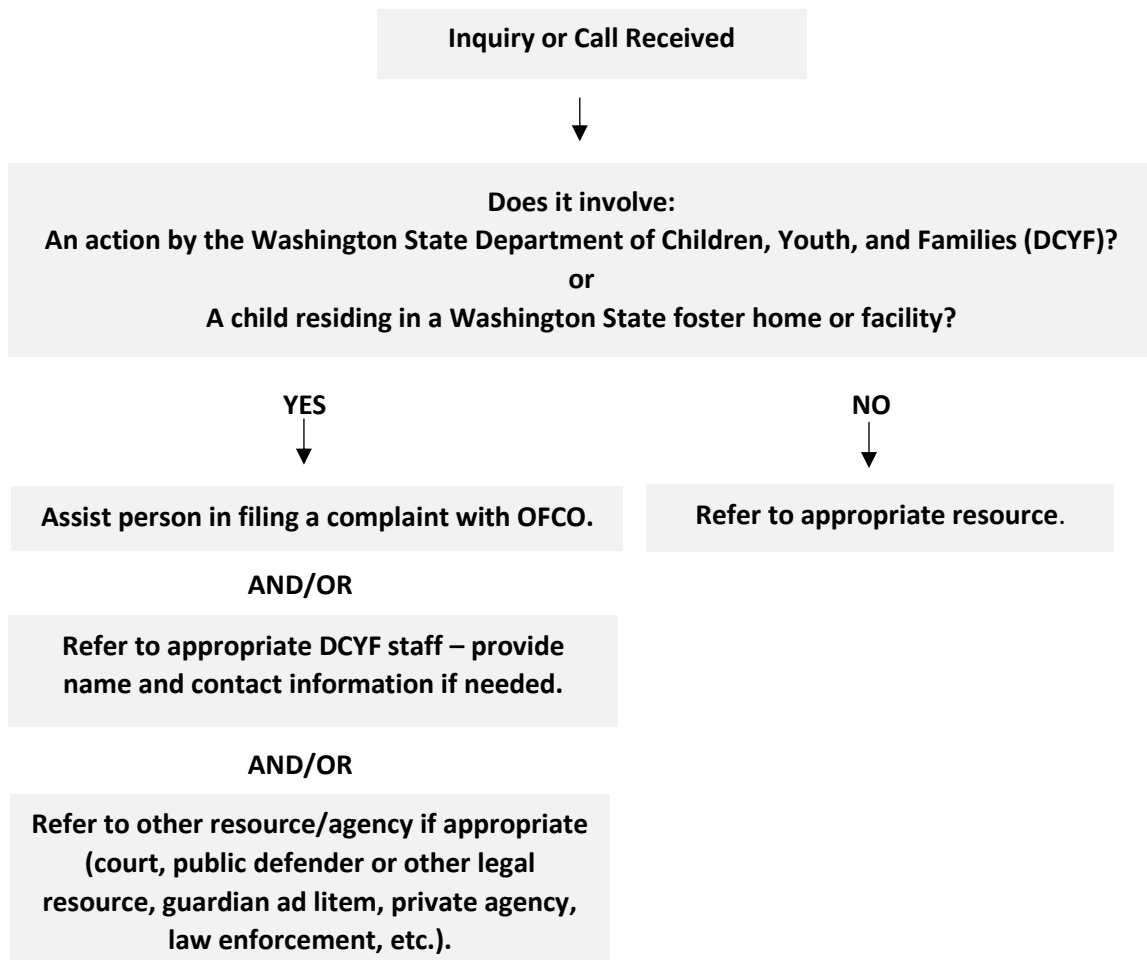 Inquiry or Call Received
Does it involve:
An action by the Washington State Department of Children, Youth, and Families (DCYF)?
or
A child residing in a Washington State foster home or facility?
YES
NO
Assist person in filing a complaint with OFCO.
Refer to appropriate resource.
AND/OR
Refer to appropriate DCYF staff – provide
name and contact information if needed.
AND/OR
Refer to other resource/agency if appropriate
(court, public defender or other legal
resource, guardian ad litem, private agency,
law enforcement, etc.).